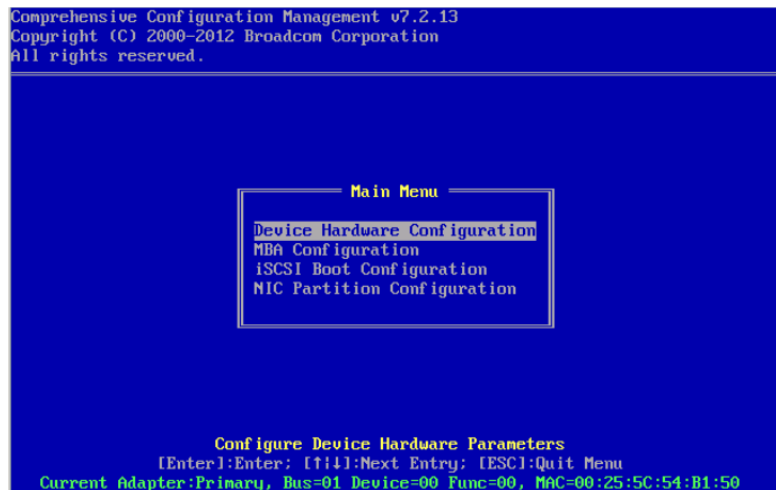 Comprehensive Configuration Management v7.2.13
Copyright (C) 2000-2012 Broadcom Corporation
All rights reserved.
Main Menu
Device Hardware Configuration
MBA Configuration
iSCSI Boot Configuration
NIC Partition Configuration
Configure Device Hardware Parameters
[Enter]:Enter; [↑¦↓]:Next Entry; [ESC]:Quit Menu
Current Adapter:Primary, Bus=01 Device=00 Func=00, MAC=00:25:5C:54:B1:50